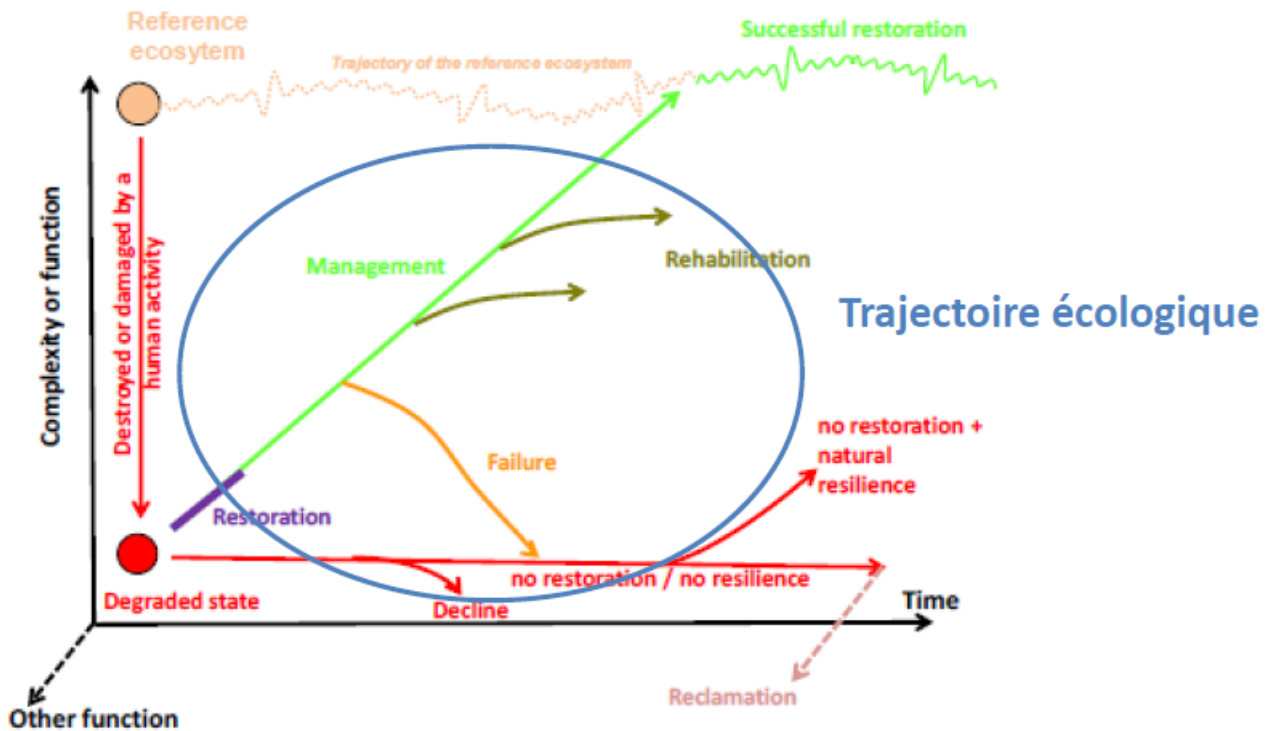 Reference
ecosytem
Successful restoration
Trajectory of the reference ecosystem
Complexity or function
Destroyed or damaged by a
human activity
Management
Rehabilitation
Trajectoire écologique
no restoration +
natural
resilience
Failure
Restoration
no restoration / no resilience
Degraded state
Decline
Time
Reclamation
Other function